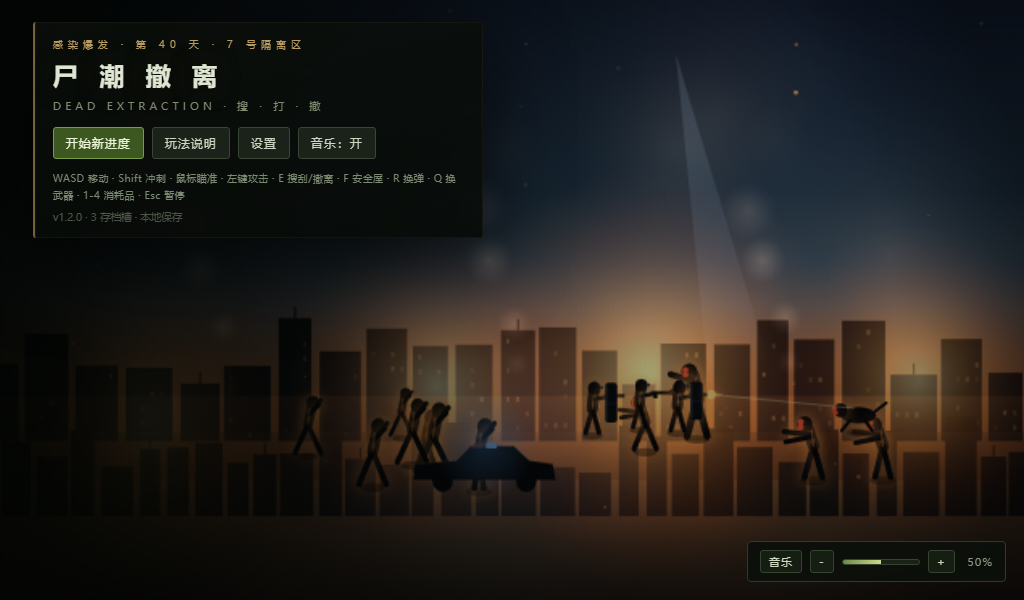 感染爆发 · 第 40 天 · 7 号隔离区
尸潮撤离
DEAD EXTRACTION · 搜 · 打 · 撤
开始新进度 玩法说明 设置 音乐: 开
WASD 移动 · Shift 冲刺 · 鼠标瞄准 · 左键攻击 · E 搜刮/撤离 · F 安全屋 · R 换弹 · Q 换
武器 · 1-4 消耗品 · Esc 暂停
v1.2.0 · 3 存档槽 · 本地保存
音乐 - + 50%